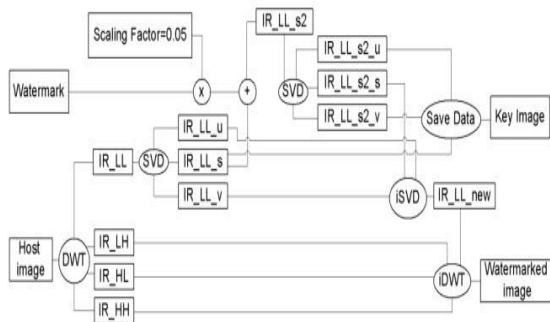 Scaling Factor=0.05
IR_LL_s2
IR_LL_s2_u
Watermark
x
+
SVD
IR_LL_s2_s
IR_LL_s2_v
Save Data
Key Image
IR_LL_u
IR_LL
SVD
IR_LL_s
IR_LL_v
iSVD
IR_LL_new
Host
image
DWT
IR_LH
IR_HL
IR_HH
iDWT
Watermarked
image